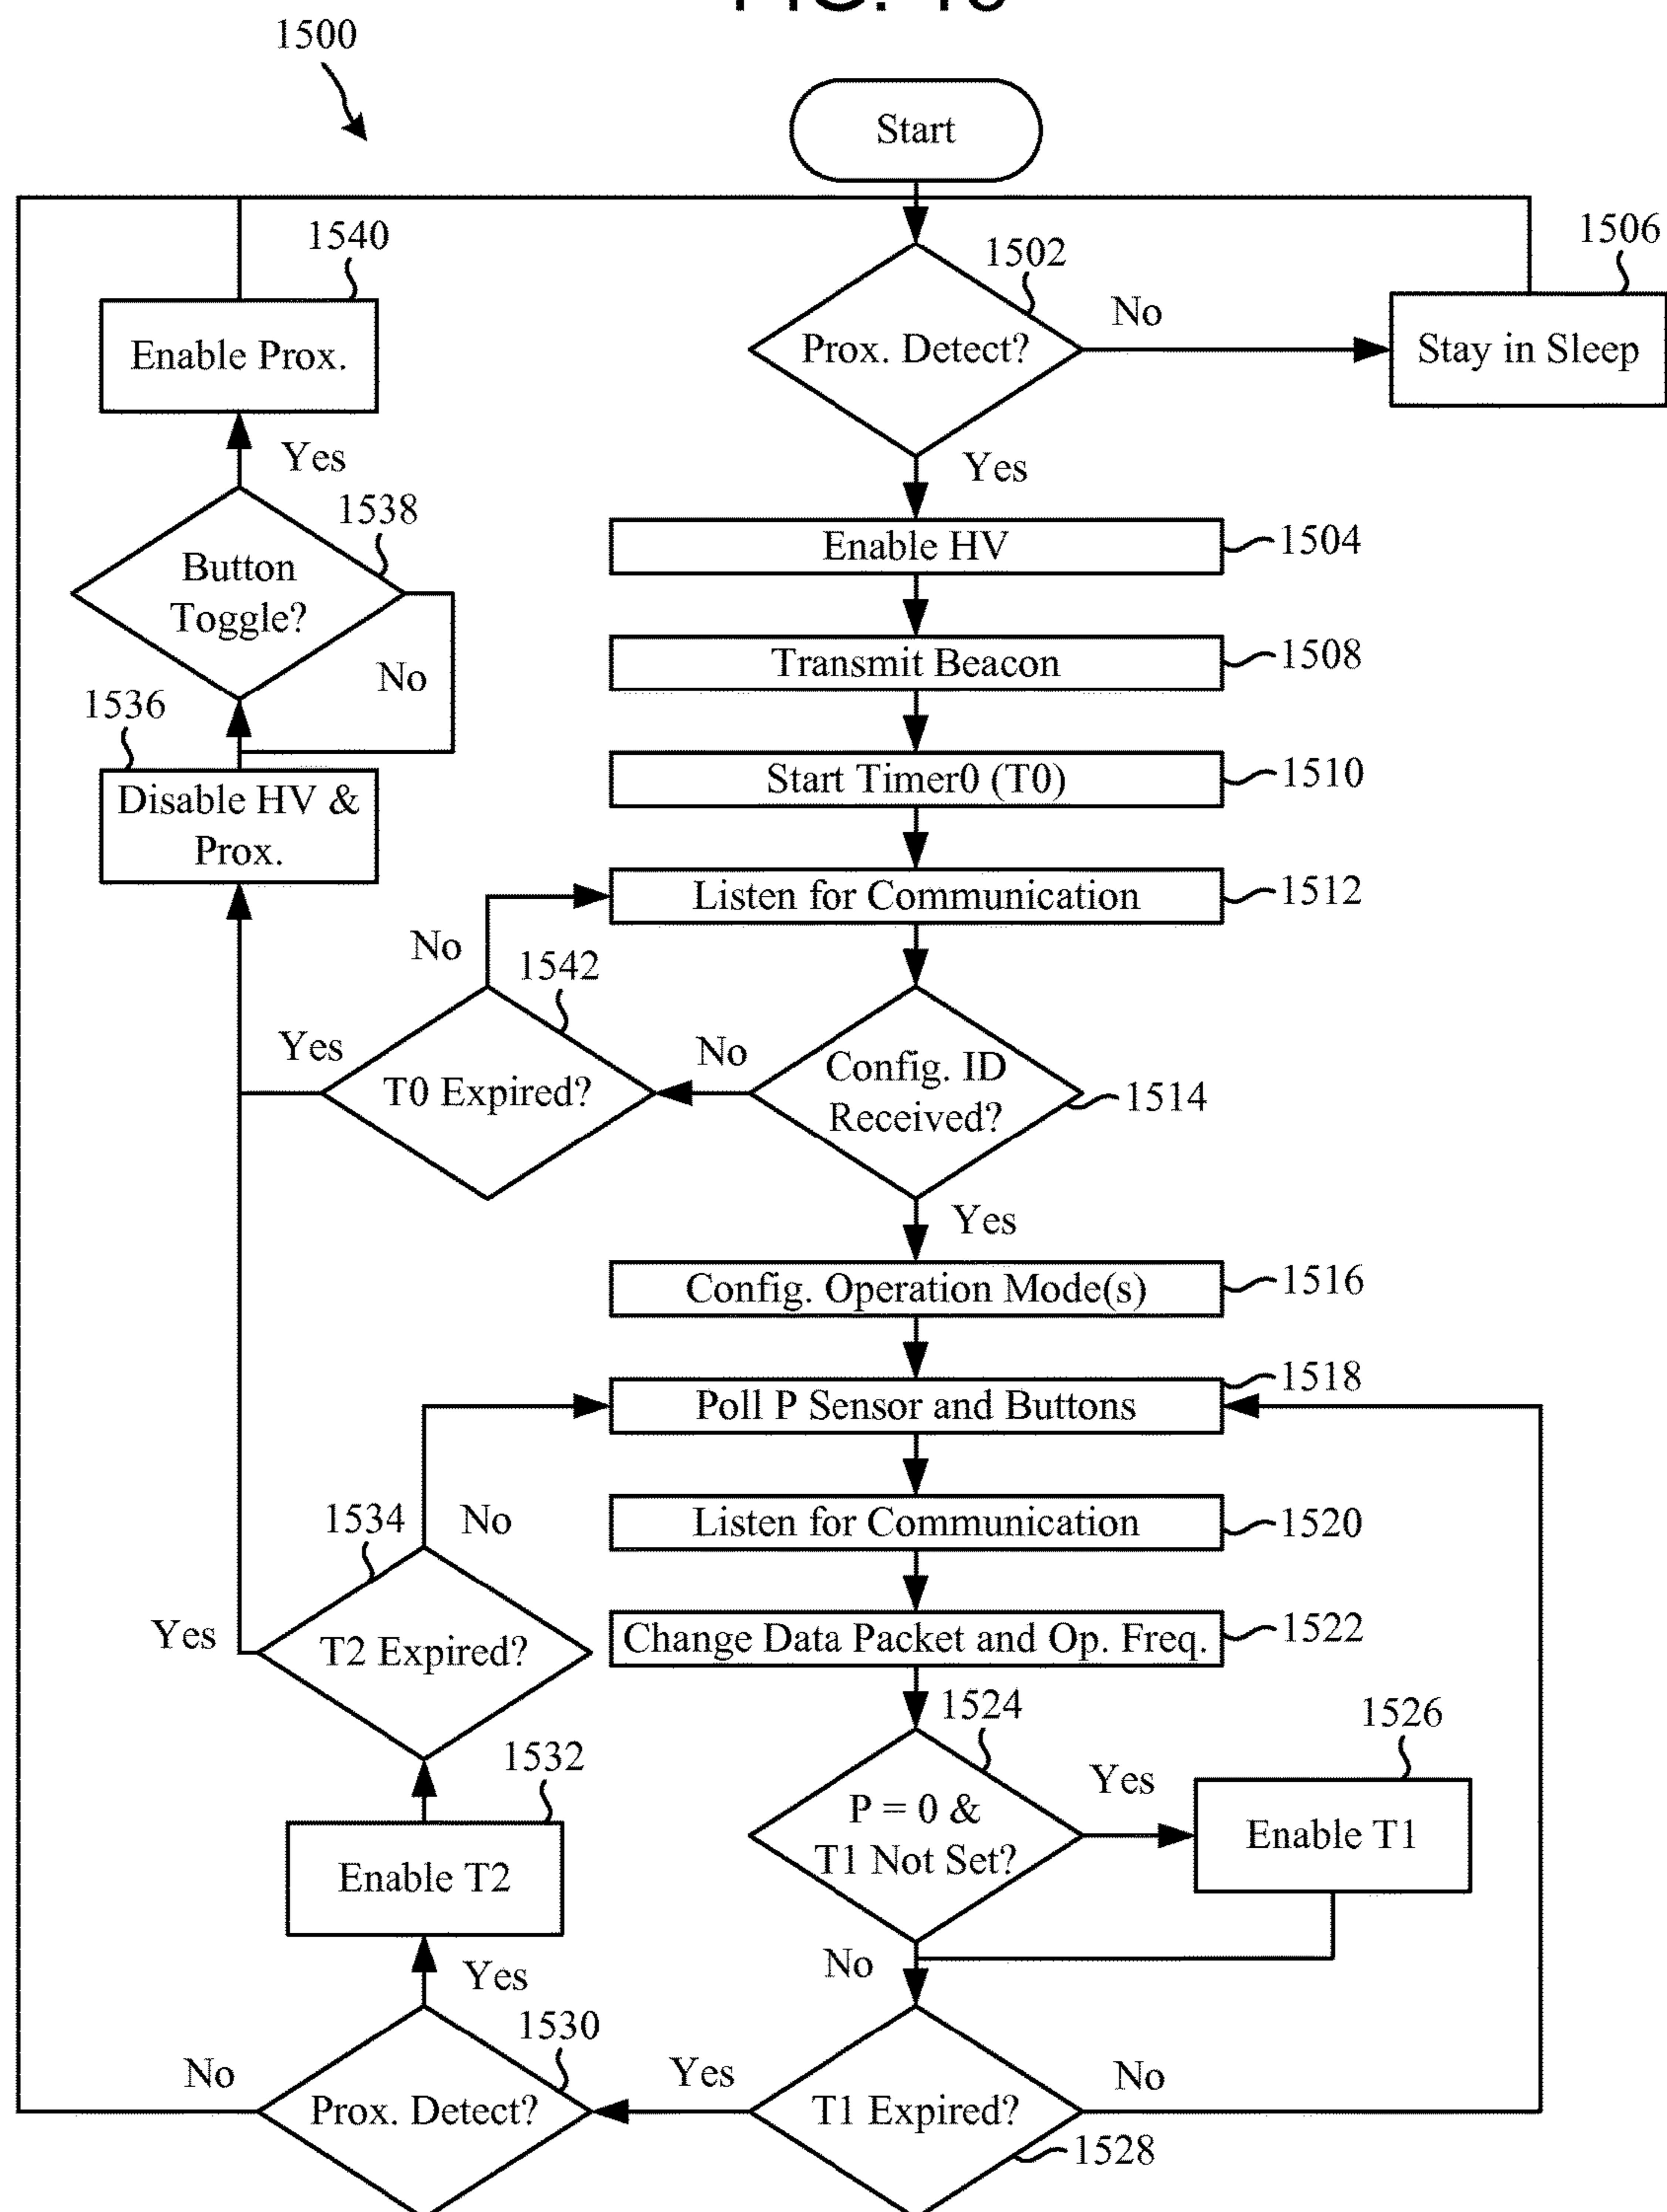 1500
Start
1540
1502
1506
Enable Prox.
Prox. Detect?
No
Stay in Sleep
Yes
Yes
1538
Button
Toggle?
No
Enable HV
1504
Transmit Beacon
1508
1536
Disable HV &
Prox.
Start Timer0 (T0)
1510
Listen for Communication
1512
No
1542
Yes
T0 Expired?
No
Config. ID
Received?
1514
Yes
Config. Operation Mode(s)
1516
Poll P Sensor and Buttons
1518
1534
No
Listen for Communication
1520
Yes
T2 Expired?
Change Data Packet and Op. Freq.
1522
1524
1526
1532
P = 0 &
T1 Not Set?
Yes
Enable T1
Enable T2
No
Yes
1530
No
Prox. Detect?
Yes
T1 Expired?
No
1528